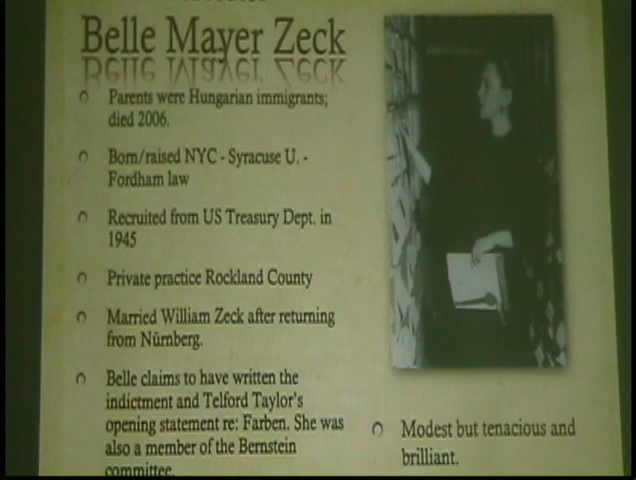 Belle Mayer Zeck
Parents were Hungarian immigrants;
died 2006.
Born/raised NYC - Syracuse U. -
Fordham law
Recruited from US Treasury Dept. in
1945
Private practice Rockland County
Married William Zeck after returning
from Nürnberg.
Belle claims to have written the
indictment and Telford Taylor's
opening statement re: Farben. She was
also a member of the Bernstein
committee.
Modest but tenacious and
brilliant.